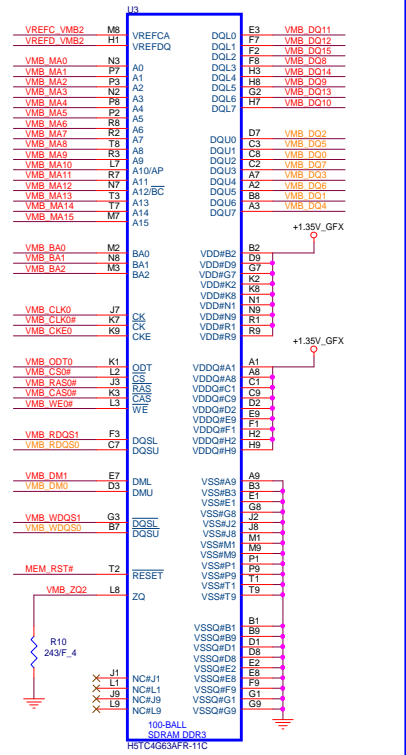 U3
VREFC_VMB2 M8 VREFCA
VREFD_VMB2 H1 VREFDQ
VMB_MA0 N3 A0
VMB_MA1 P7 A1
VMB_MA2 P3 A2
VMB_MA3 N2 A3
VMB_MA4 P8 A4
VMB_MA5 P2 A5
VMB_MA6 R8 A6
VMB_MA7 R2 A7
VMB_MA8 T8 A8
VMB_MA9 R3 A9
VMB_MA10 L7 A10/AP
VMB_MA11 R7 A11
VMB_MA12 N7 A12/BC
VMB_MA13 T3 A13
VMB_MA14 T7 A14
VMB_MA15 M7 A15
VMB_BA0 M2 BA0
VMB_BA1 N8 BA1
VMB_BA2 M3 BA2
VMB_CLK0 J7 CK
VMB_CLK0# K7 CK
VMB_CKE0 K9 CKE
VMB_ODT0 K1 ODT
VMB_CS0# L2 CS
VMB_RAS0# J3 RAS
VMB_CAS0# K3 CAS
VMB_WE0# L3 WE
VMB_RDQS1 F3 DQSL
VMB_RDQS0 C7 DQSU
VMB_DM1 E7 DML
VMB_DM0 D3 DMU
VMB_WDQS1 G3 DQSL
VMB_WDQS0 B7 DQSU
MEM_RST# T2 RESET
VMB_ZQ2 L8 ZQ
R10
243/F_4
J1 NC#J1
L1 NC#L1
J9 NC#J9
L9 NC#L9
DQL0 E3 VMB_DQ11
DQL1 F7 VMB_DQ12
DQL2 F2 VMB_DQ15
DQL3 F8 VMB_DQ8
DQL4 H3 VMB_DQ14
DQL5 H8 VMB_DQ9
DQL6 G2 VMB_DQ13
DQL7 H7 VMB_DQ10
DQU0 D7 VMB_DQ2
DQU1 C3 VMB_DQ5
DQU2 C8 VMB_DQ0
DQU3 C2 VMB_DQ7
DQU4 A7 VMB_DQ3
DQU5 A2 VMB_DQ6
DQU6 B8 VMB_DQ1
DQU7 A3 VMB_DQ4
+1.35V_GFX
VDD#B2 B2
VDD#D9 D9
VDD#G7 G7
VDD#K2 K2
VDD#K8 K8
VDD#N1 N1
VDD#N9 N9
VDD#R1 R1
VDD#R9 R9
+1.35V_GFX
VDDQ#A1 A1
VDDQ#A8 A8
VDDQ#C1 C1
VDDQ#C9 C9
VDDQ#D2 D2
VDDQ#E9 E9
VDDQ#F1 F1
VDDQ#H2 H2
VDDQ#H9 H9
VSS#A9 A9
VSS#B3 B3
VSS#E1 E1
VSS#G8 G8
VSS#J2 J2
VSS#J8 J8
VSS#M1 M1
VSS#M9 M9
VSS#P1 P1
VSS#P9 P9
VSS#T1 T1
VSS#T9 T9
VSSQ#B1 B1
VSSQ#B9 B9
VSSQ#D1 D1
VSSQ#D8 D8
VSSQ#E2 E2
VSSQ#E8 E8
VSSQ#F9 F9
VSSQ#G1 G1
VSSQ#G9 G9
100-BALL
SDRAM DDR3
H5TC4G63AFR-11C